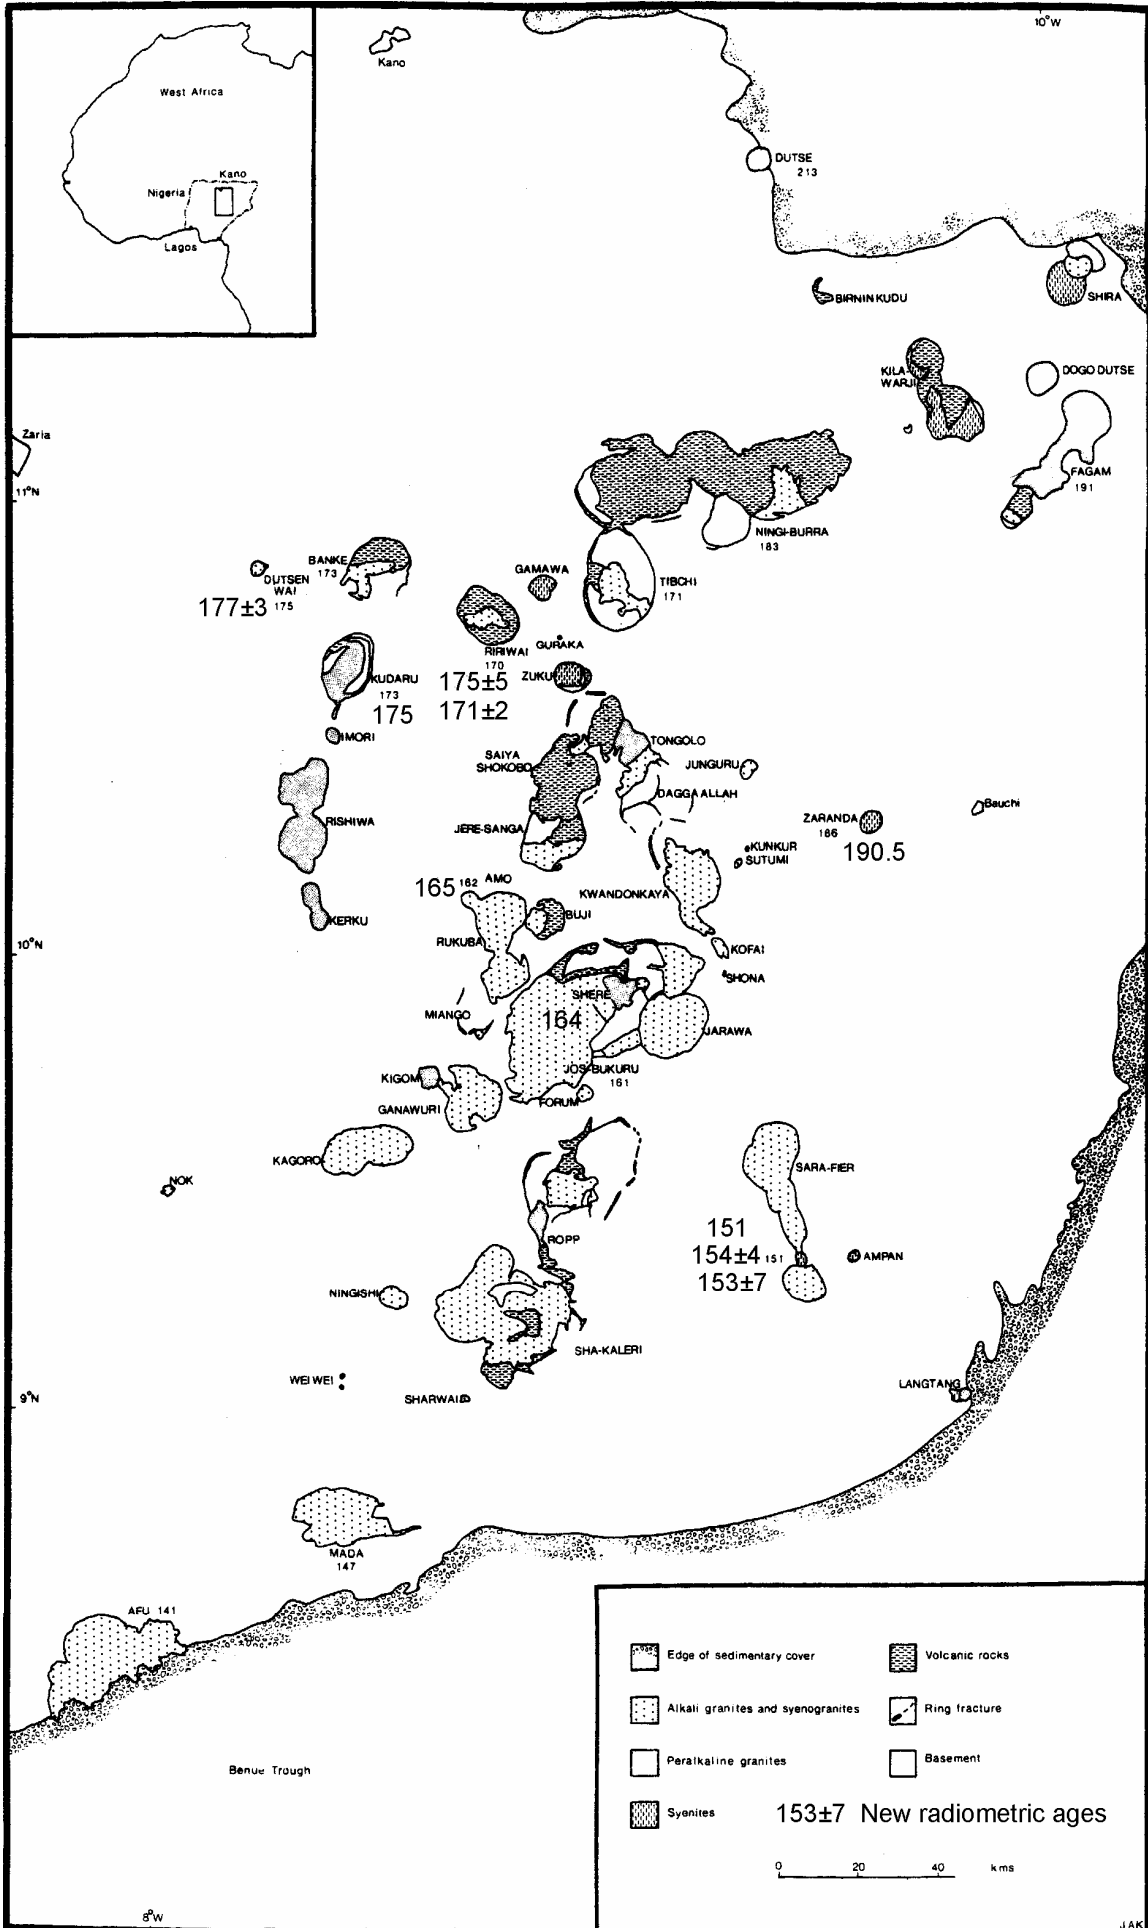 10°W
Kano
West Africa
Kano
Nigeria
Lagos
DUTSE
213
BIRNIN KUDU
SHIRA
KILA-
WARJI
DOGO DUTSE
Zaria
FAGAM
191
11°N
NINGI-BURRA
183
BANKE
173
DUTSEN
WAI
175
177±3
GAMAWA
TIBCHI
171
RIRIWAI
170
GURAKA
KUDARU
173
175
175±5
171±2
ZUKU
IMORI
SAIYA
SHOKOBO
TONGOLO
JUNGURU
DAGGA ALLAH
Bauchi
RISHIWA
JERE-SANGA
ZARANDA
186
190.5
KUNKUR
SUTUMI
165
162
AMO
KWANDONKAYA
KERKU
BUJI
10°N
RUKUBA
KOFAI
SHONA
SHERE
MIANGO
164
JARAWA
JOS-BUKURU
161
KIGOM
GANAWURI
FORUM
KAGORO
SARA-FIER
NOK
151
154±4
151
153±7
AMPAN
ROPP
NINGISHI
SHA-KALERI
WEI WEI
LANGTANG
9°N
SHARWAI
MADA
147
AFU 141
Edge of sedimentary cover
Volcanic rocks
Alkali granites and syenogranites
Ring fracture
Peralkaline granites
Basement
Syenites
153±7 New radiometric ages
Benue Trough
0 20 40 kms
8°W
JAK